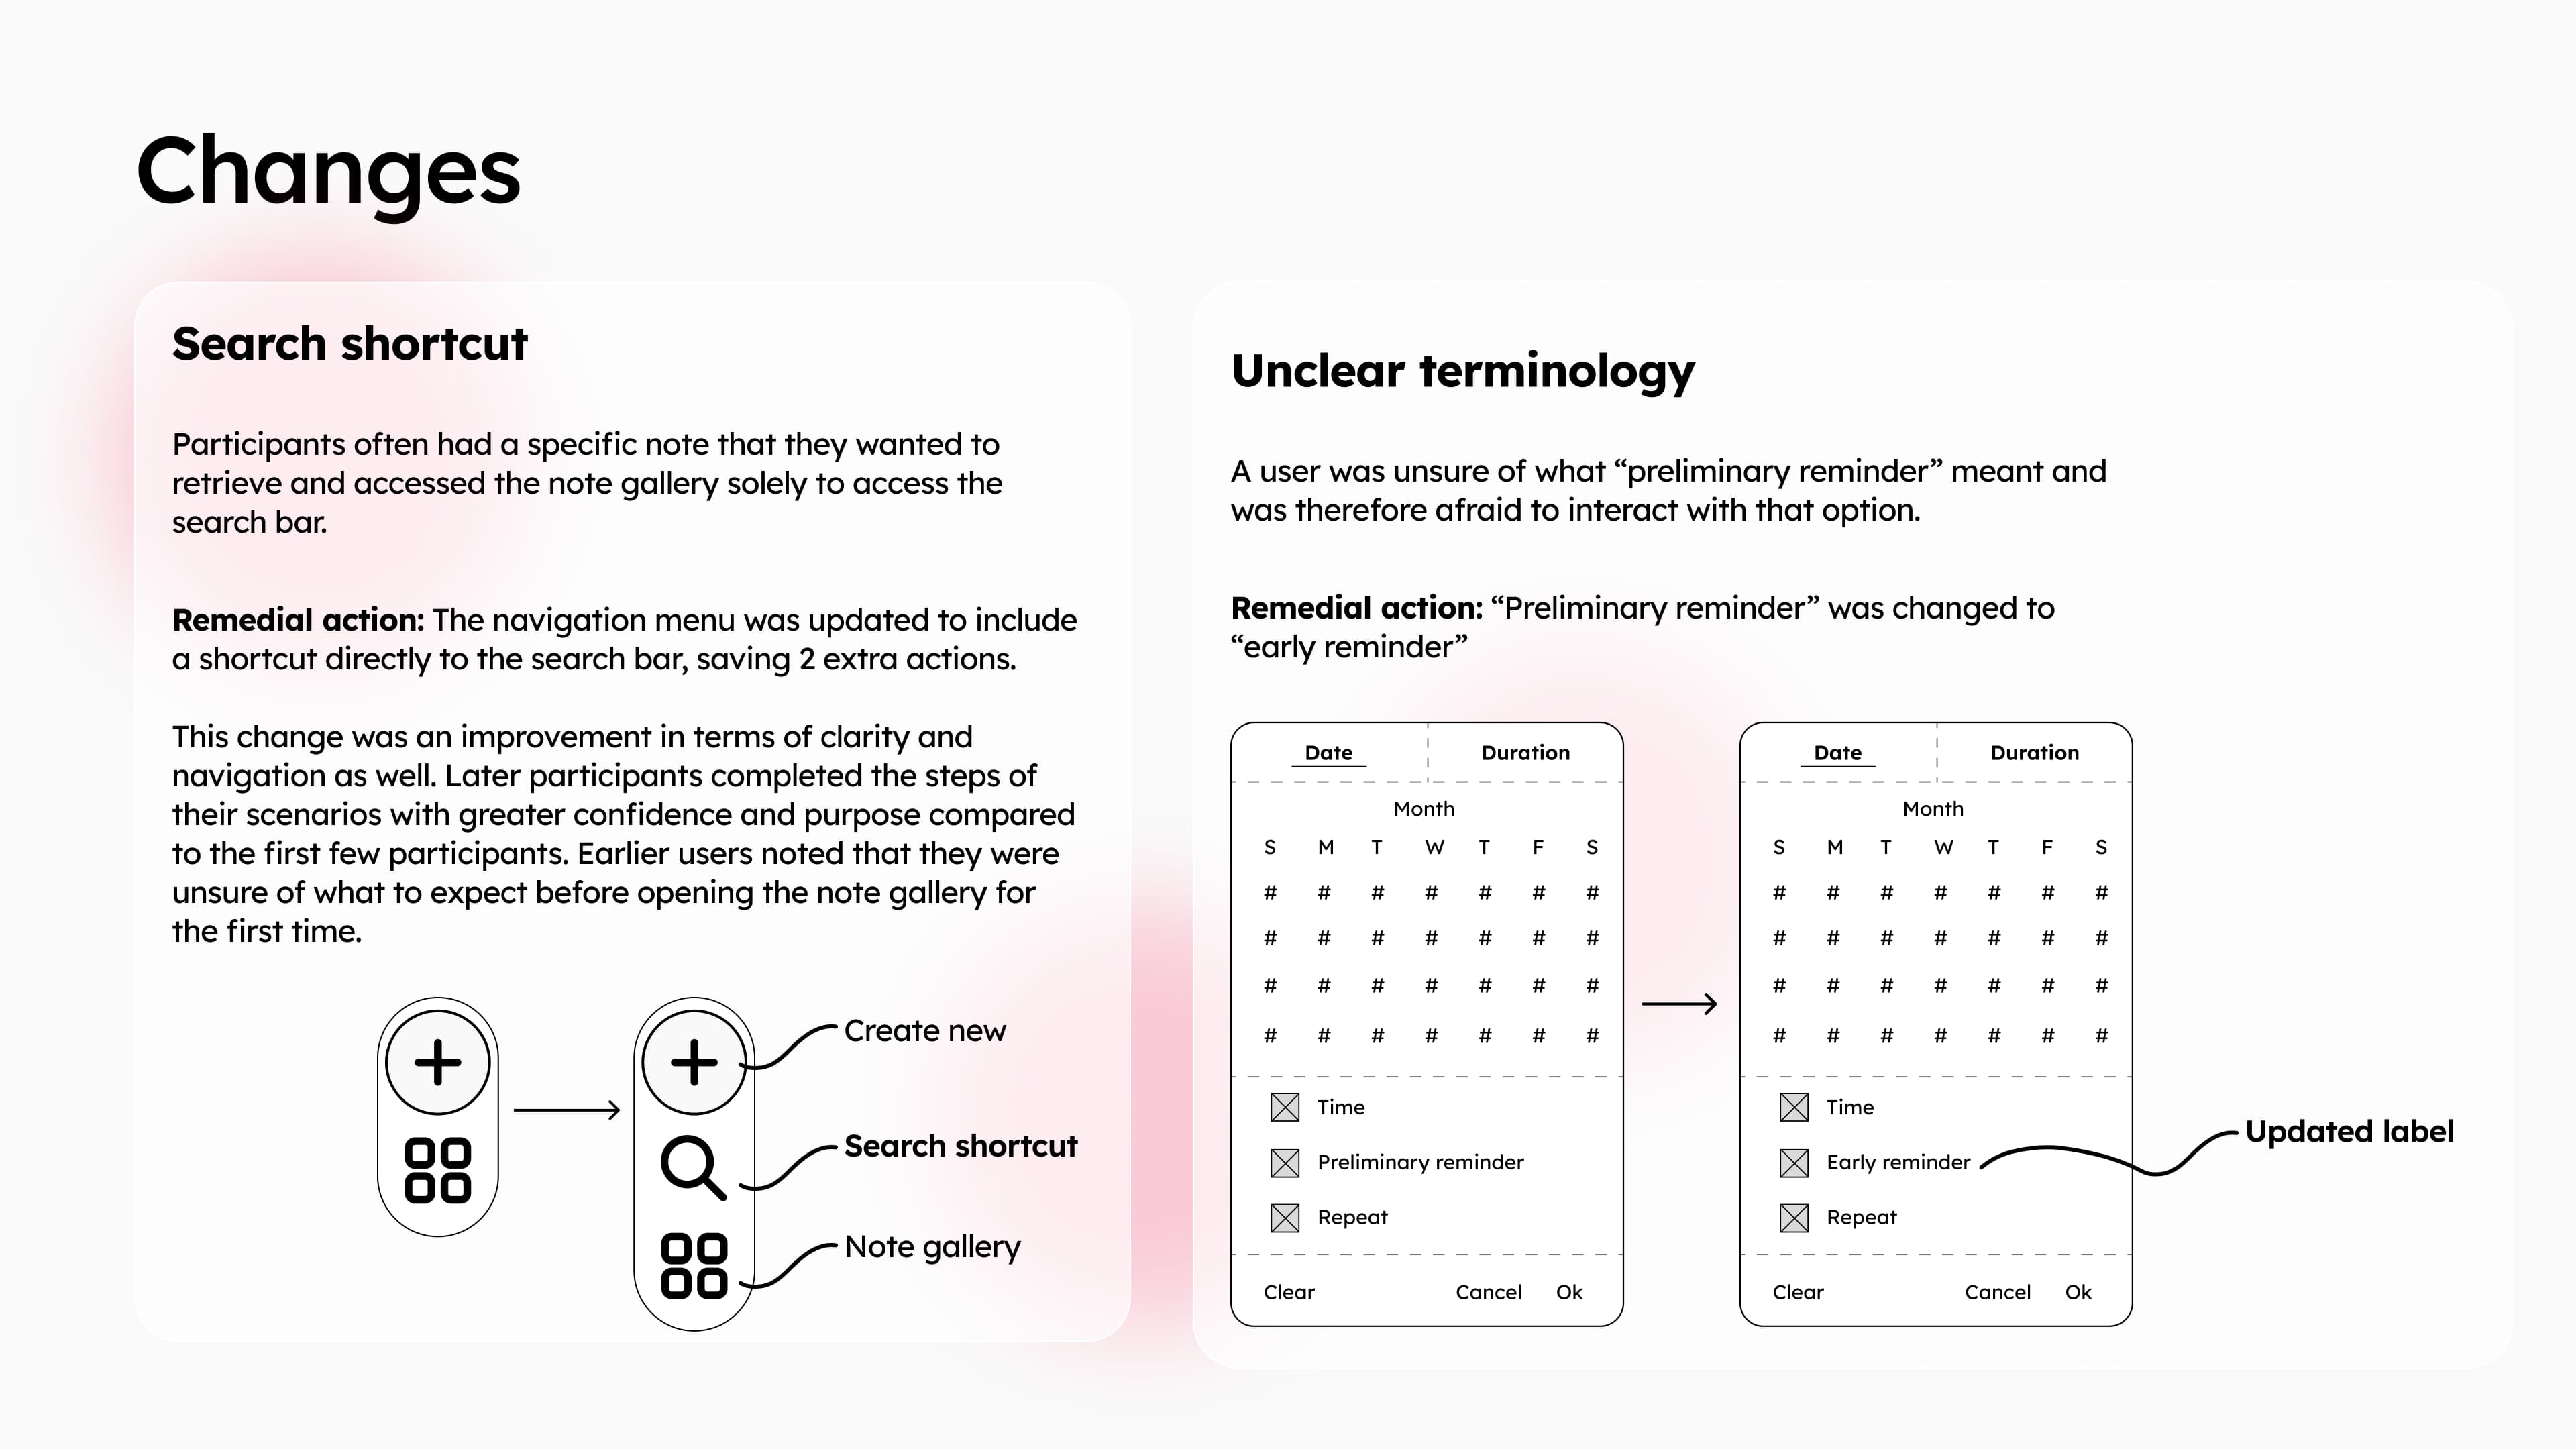 Changes
Search shortcut
Participants often had a specific note that they wanted to
retrieve and accessed the note gallery solely to access the
search bar.
Remedial action: The navigation menu was updated to include
a shortcut directly to the search bar, saving 2 extra actions.
This change was an improvement in terms of clarity and
navigation as well. Later participants completed the steps of
their scenarios with greater confidence and purpose compared
to the first few participants. Earlier users noted that they were
unsure of what to expect before opening the note gallery for
the first time.
Create new
Search shortcut
Note gallery
Unclear terminology
A user was unsure of what “preliminary reminder” meant and
was therefore afraid to interact with that option.
Remedial action: “Preliminary reminder” was changed to
“early reminder”
Date Duration
Month
S M T W T F S
# # # # # # #
# # # # # # #
# # # # # # #
# # # # # # #
Time
Preliminary reminder
Repeat
Clear Cancel Ok
Date Duration
Month
S M T W T F S
# # # # # # #
# # # # # # #
# # # # # # #
# # # # # # #
Time
Early reminder
Repeat
Clear Cancel Ok
Updated label